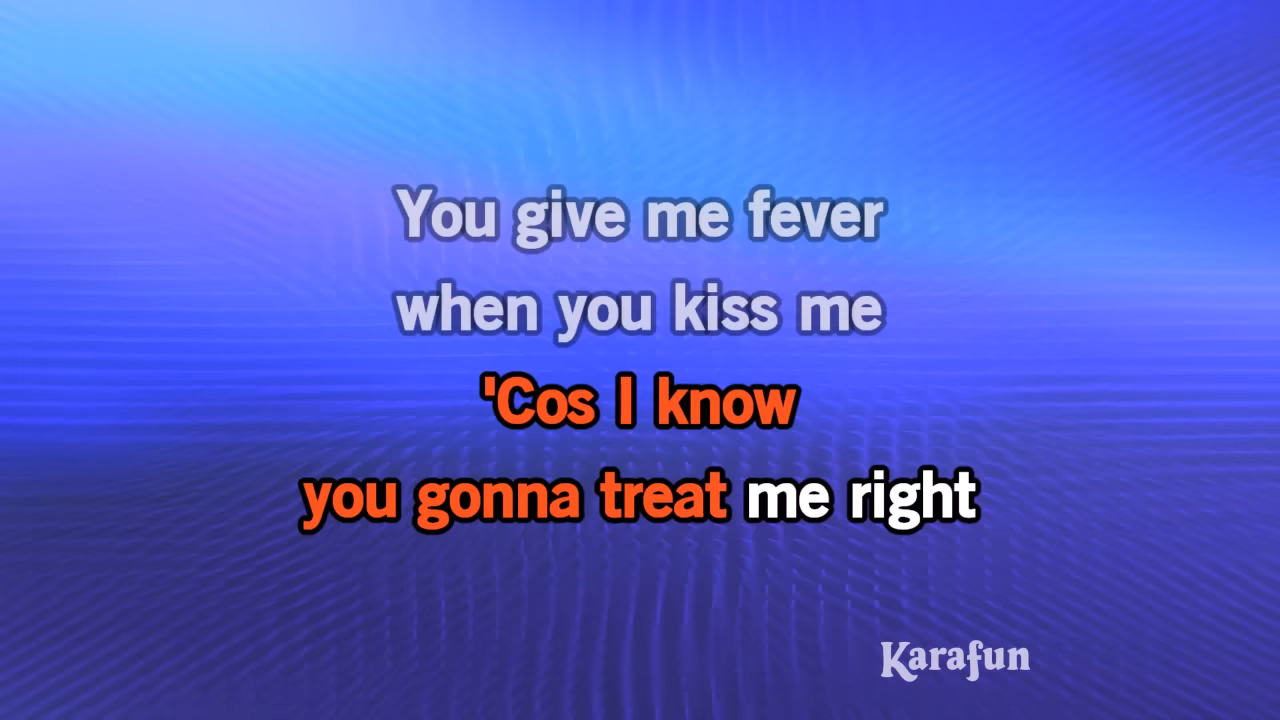 You give me fever
when you kiss me
'Cos I know
you gonna treat me right
Karafun